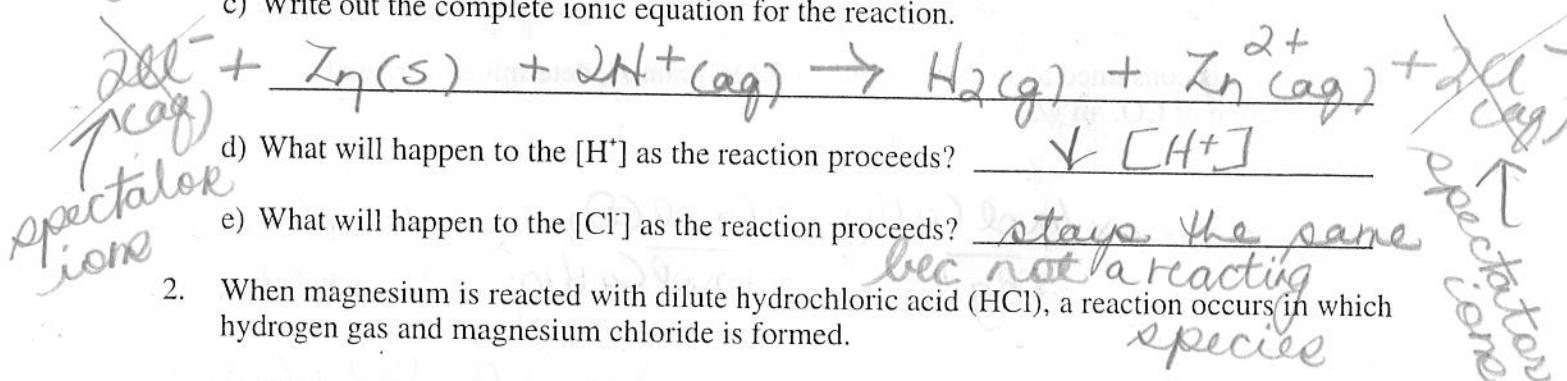 c) Write out the complete ionic equation for the reaction.
2Cl⁻(aq) + Zn(s) + 2H⁺(aq) → H₂(g) + Zn²⁺(aq) + 2Cl⁻(aq)
↑ spectator ions
↑ spectator ions
d) What will happen to the [H⁺] as the reaction proceeds? ↓ [H+]
e) What will happen to the [Cl⁻] as the reaction proceeds? stays the same
bec not a reacting
species
2. When magnesium is reacted with dilute hydrochloric acid (HCl), a reaction occurs in which
hydrogen gas and magnesium chloride is formed.